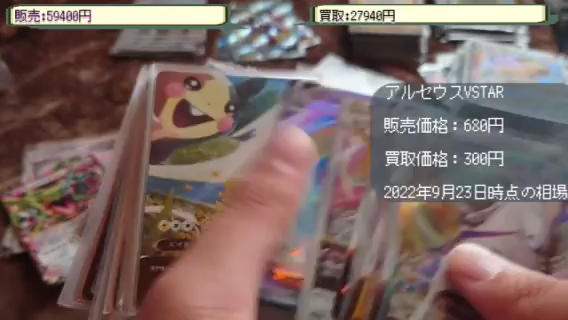 販売:59400円
買取:27940円
アルセウスVSTAR
販売価格：680円
買取価格：300円
2022年9月23日時点の相場